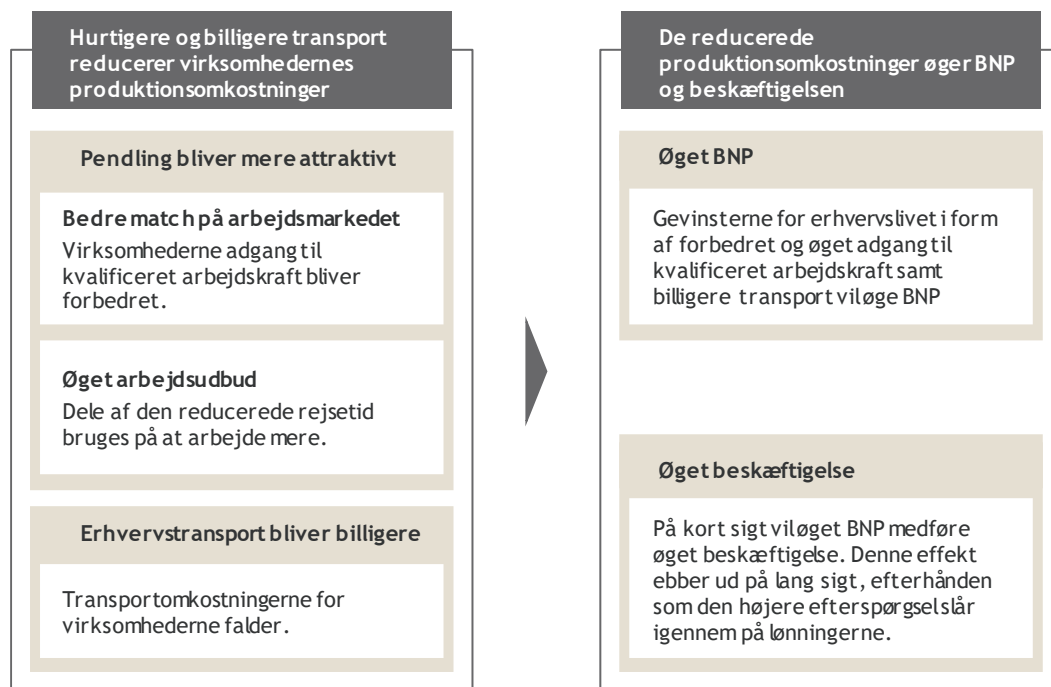 Hurtigere og billigere transport
reducerer virksomhedernes
produktionsomkostninger
Pendling bliver mere attraktivt
Bedre match på arbejdsmarkedet
Virksomhederne adgang til
kvalificeret arbejdskraft bliver
forbedret.
Øget arbejdsudbud
Dele af den reducerede rejsetid
bruges på at arbejde mere.
Erhvervstransport bliver billigere
Transportomkostningerne for
virksomhederne falder.
De reducerede
produktionsomkostninger øger BNP
og beskæftigelsen
Øget BNP
Gevinsterne for erhvervslivet i form
af forbedret og øget adgang til
kvalificeret arbejdskraft samt
billigere transport vil øge BNP
Øget beskæftigelse
På kort sigt vil øget BNP medføre
øget beskæftigelse. Denne effekt
ebber ud på lang sigt, efterhånden
som den højere efterspørgsel slår
igennem på lønningerne.